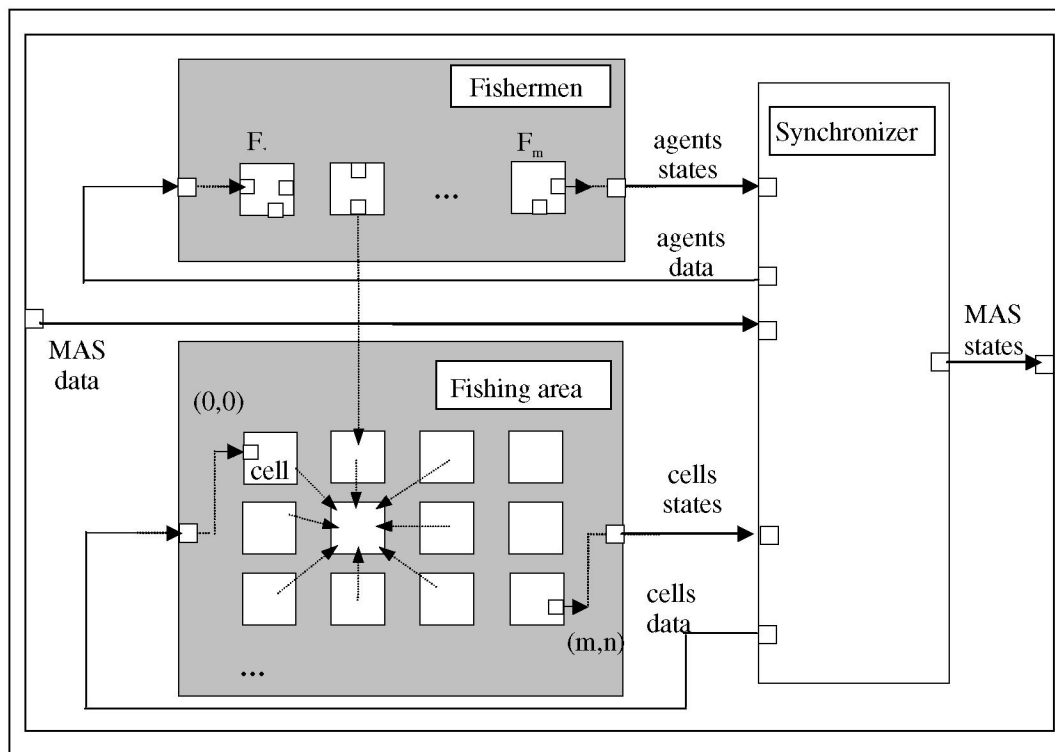 Fishermen
F
F_m
...
agents
states
Synchronizer
agents
data
MAS
data
MAS
states
Fishing area
(0,0)
cell
cells
states
cells
data
(m,n)
...